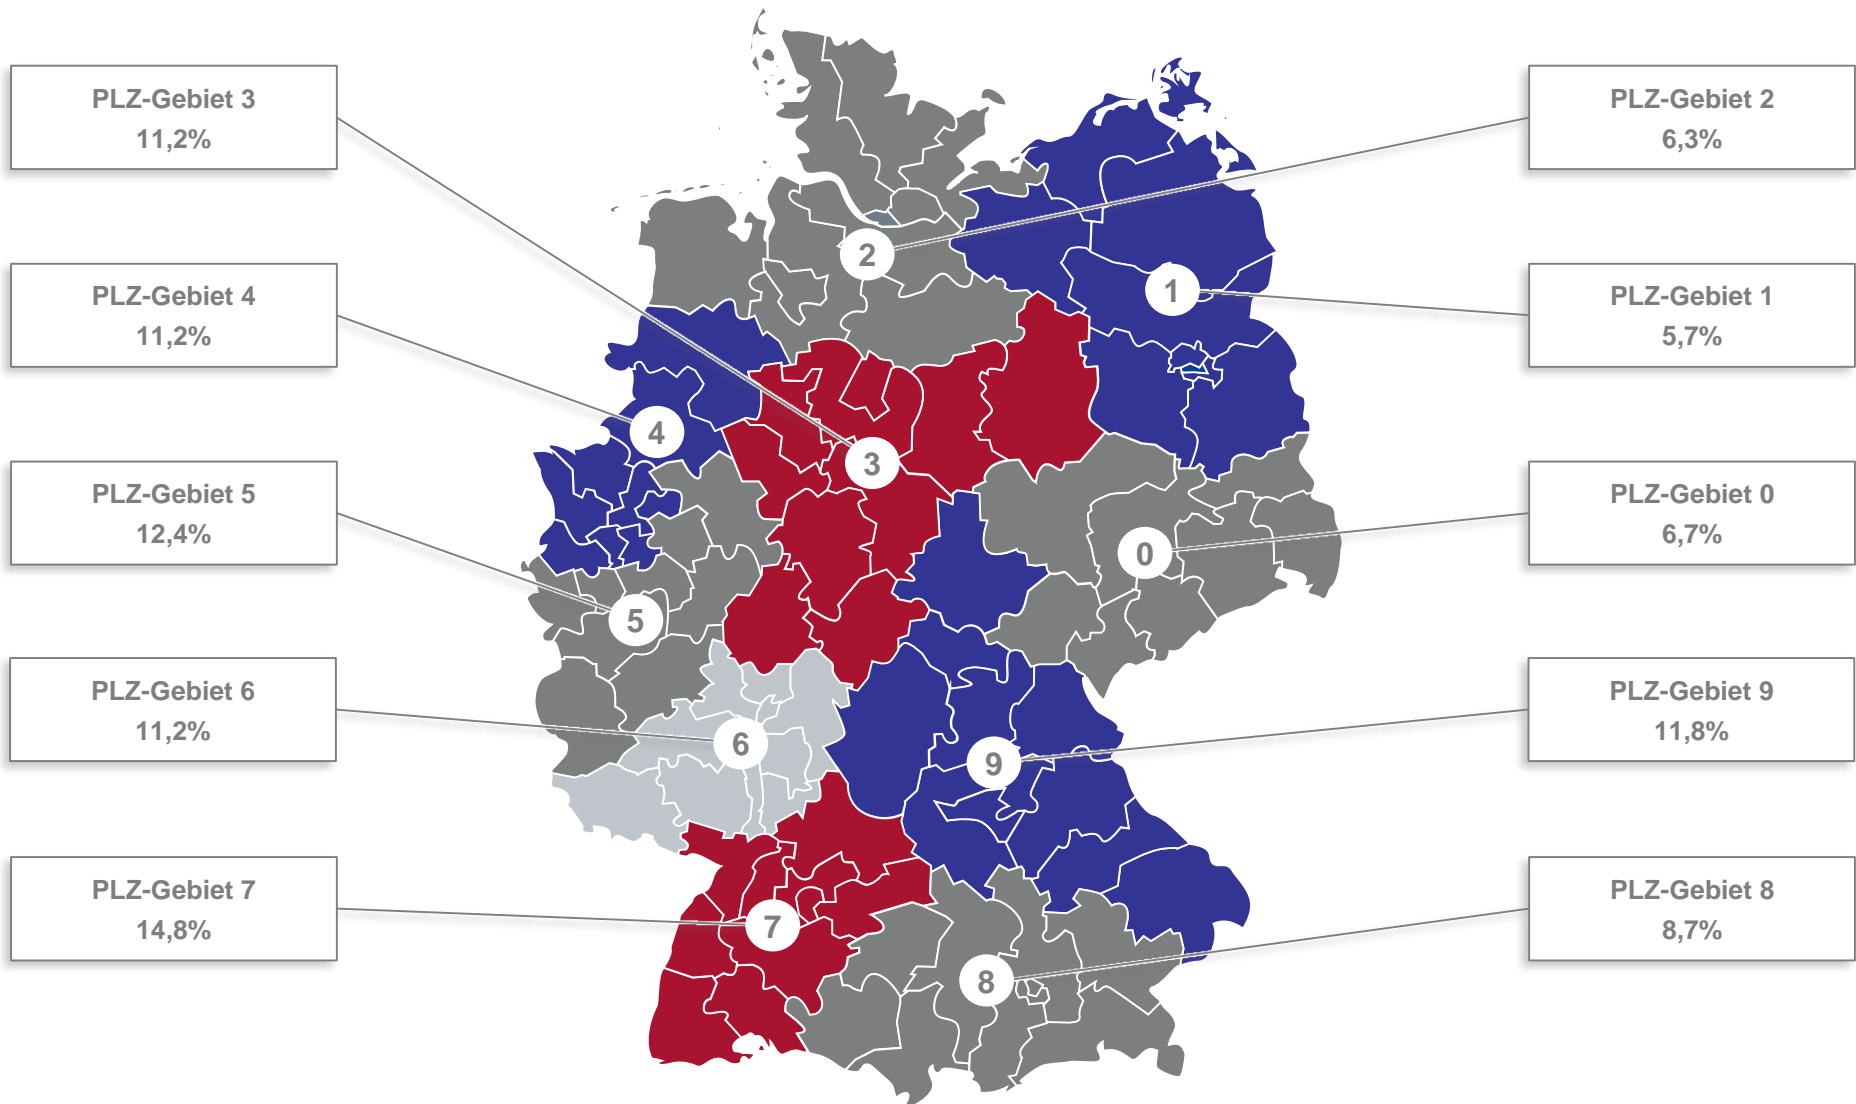 PLZ-Gebiet 3
11,2%
PLZ-Gebiet 4
11,2%
PLZ-Gebiet 5
12,4%
PLZ-Gebiet 6
11,2%
PLZ-Gebiet 7
14,8%
2
1
4
3
0
5
6
9
7
8
PLZ-Gebiet 2
6,3%
PLZ-Gebiet 1
5,7%
PLZ-Gebiet 0
6,7%
PLZ-Gebiet 9
11,8%
PLZ-Gebiet 8
8,7%